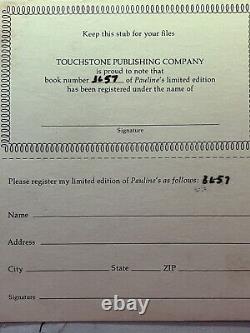 Keep this stub for your files
TOUCHSTONE PUBLISHING COMPANY
is proud to note that
book number 3657 of Pauline's limited edition
has been registered under the name of
Signature
Please register my limited edition of Pauline's as follows: 3657
Name
Address
City State ZIP
Signature